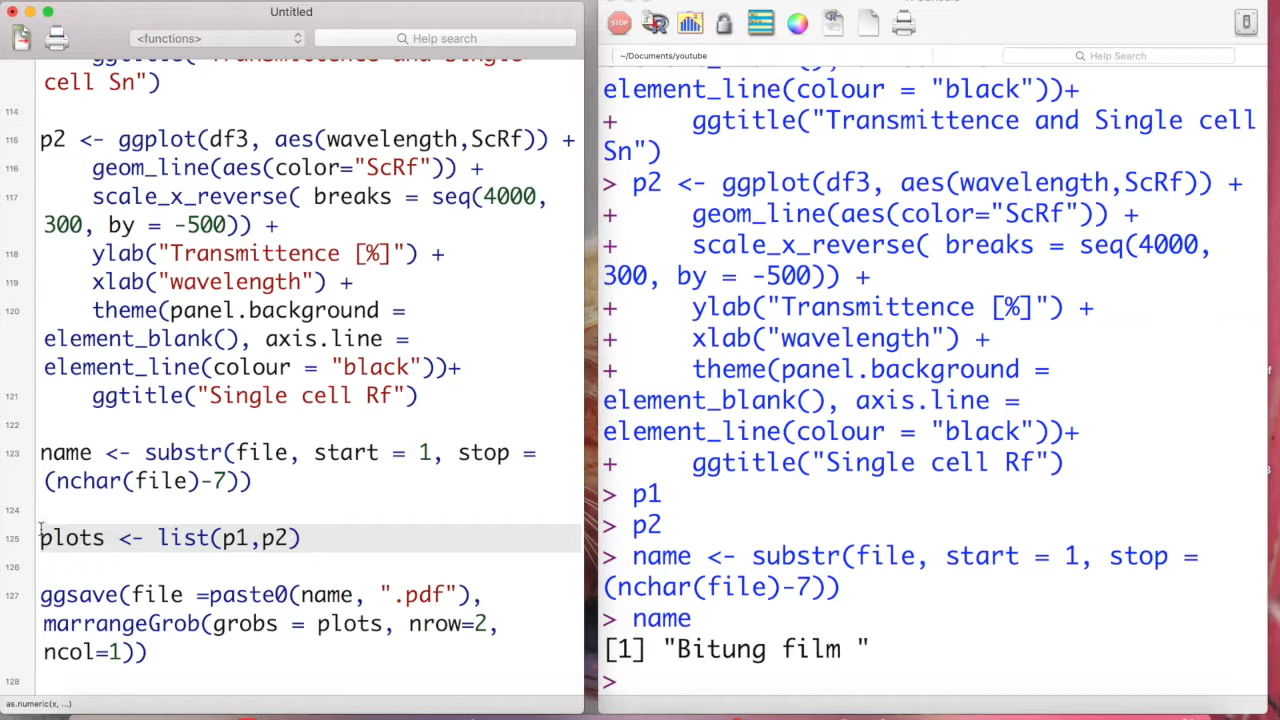 Untitled
<functions>
Help search
ggtitle("Transmittence and Single
cell Sn")
114
115 p2 <- ggplot(df3, aes(wavelength,ScRf)) +
116 geom_line(aes(color="ScRf")) +
117 scale_x_reverse( breaks = seq(4000,
300, by = -500)) +
118 ylab("Transmittence [%]") +
119 xlab("wavelength") +
120 theme(panel.background =
element_blank(), axis.line =
element_line(colour = "black"))+
121 ggtitle("Single cell Rf")
122
123 name <- substr(file, start = 1, stop =
(nchar(file)-7))
124
125 plots <- list(p1,p2)
126
127 ggsave(file =paste0(name, ".pdf"),
marrangeGrob(grobs = plots, nrow=2,
ncol=1))
128
as.numeric(x, ...)
~/Documents/youtube
Help Search
element_line(colour = "black"))+
+ ggtitle("Transmittence and Single cell
Sn")
> p2 <- ggplot(df3, aes(wavelength,ScRf)) +
+ geom_line(aes(color="ScRf")) +
+ scale_x_reverse( breaks = seq(4000,
300, by = -500)) +
+ ylab("Transmittence [%]") +
+ xlab("wavelength") +
+ theme(panel.background =
element_blank(), axis.line =
element_line(colour = "black"))+
+ ggtitle("Single cell Rf")
> p1
> p2
> name <- substr(file, start = 1, stop =
(nchar(file)-7))
> name
[1] "Bitung film "
>